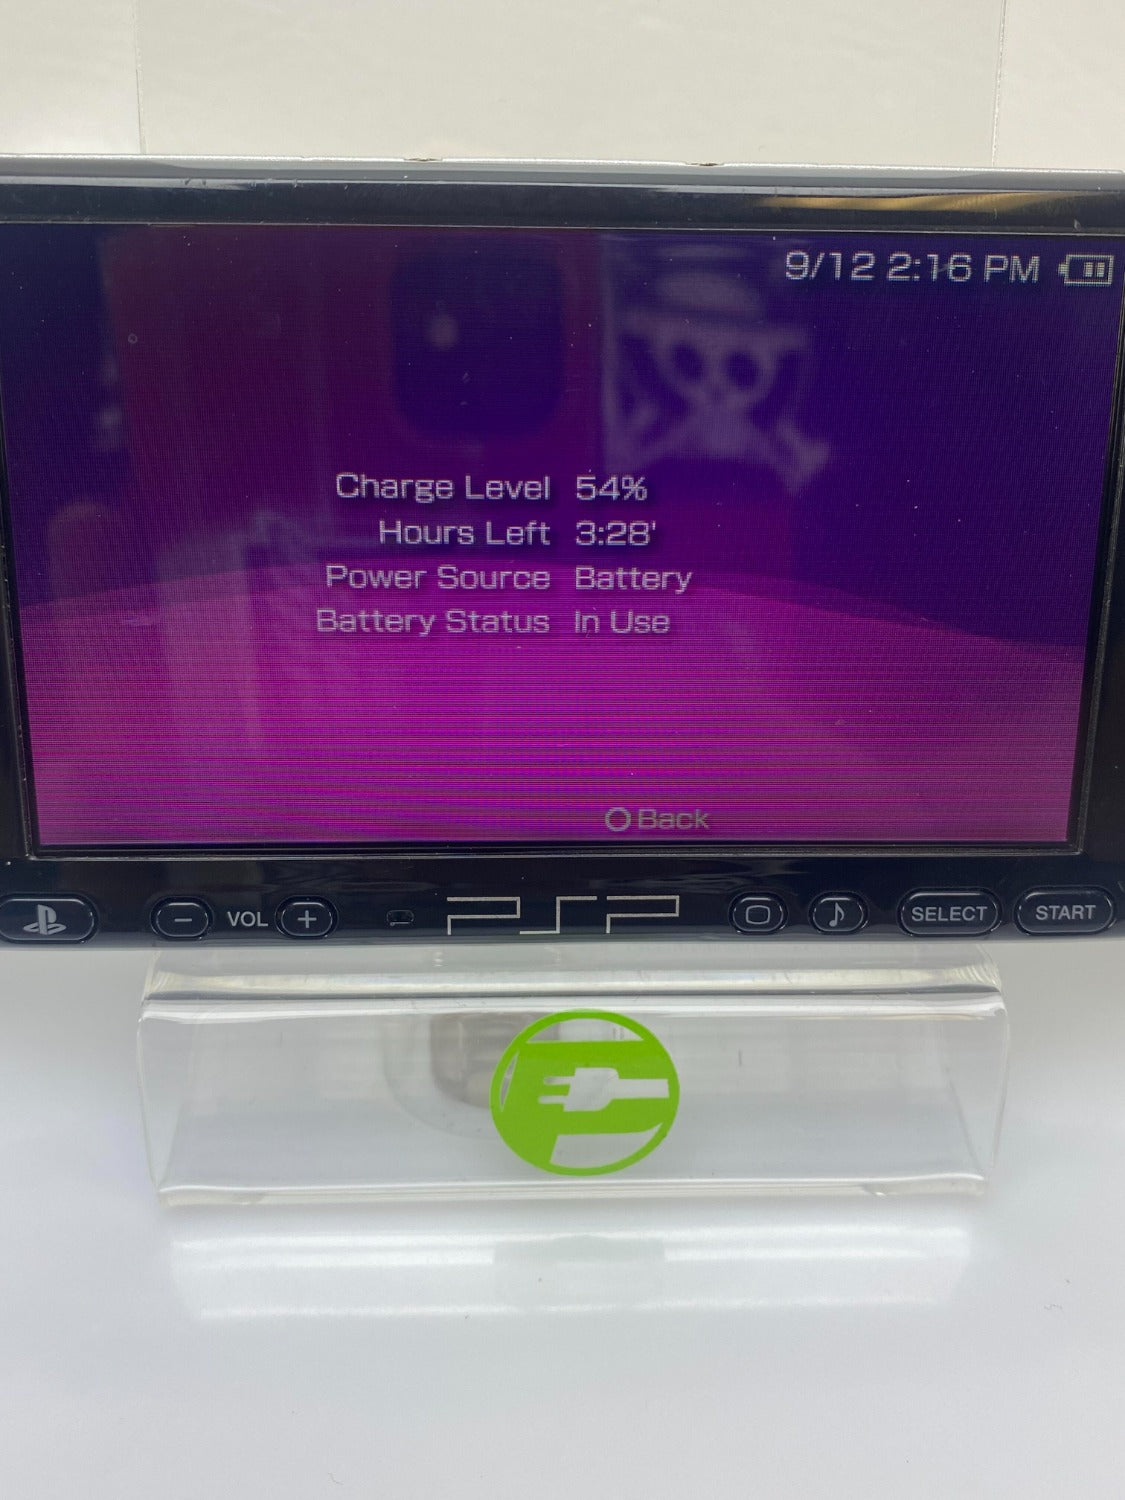 9/12 2:16 PM
Charge Level 54%
Hours Left 3:28'
Power Source Battery
Battery Status In Use
Back
VOL
PSP
SELECT
START